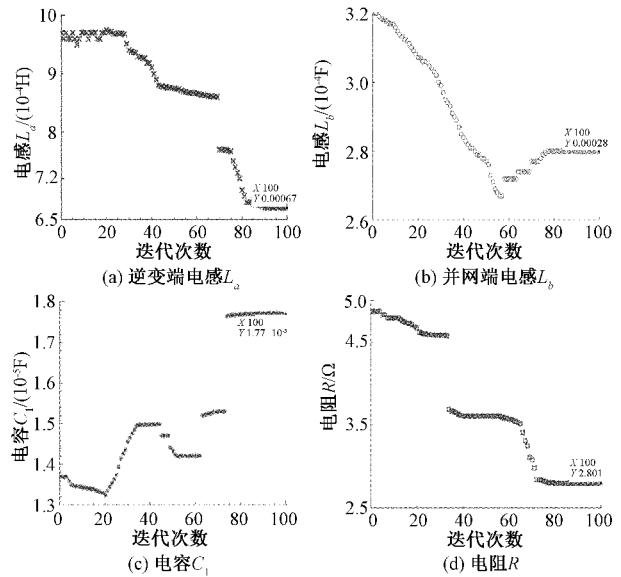 电感L_a/(10⁻⁴H)
10
9
8
7.2
6.5
X 100
Y 0.00067
0 20 40 60 80 100
迭代次数
(a) 逆变端电感L_a
电感L_b/(10⁻⁴F)
3.2
3.0
2.8
2.6
X 100
Y 0.00028
0 20 40 60 80 100
迭代次数
(b) 并网端电感L_b
电容C₁/(10⁻⁵F)
1.8
1.7
1.6
1.5
1.4
1.3
X 100
Y 1.77 10⁻⁵
0 20 40 60 80 100
迭代次数
(c) 电容C₁
电阻R/Ω
5.0
4.5
3.5
2.5
X 100
Y 2.801
0 20 40 60 80 100
迭代次数
(d) 电阻R